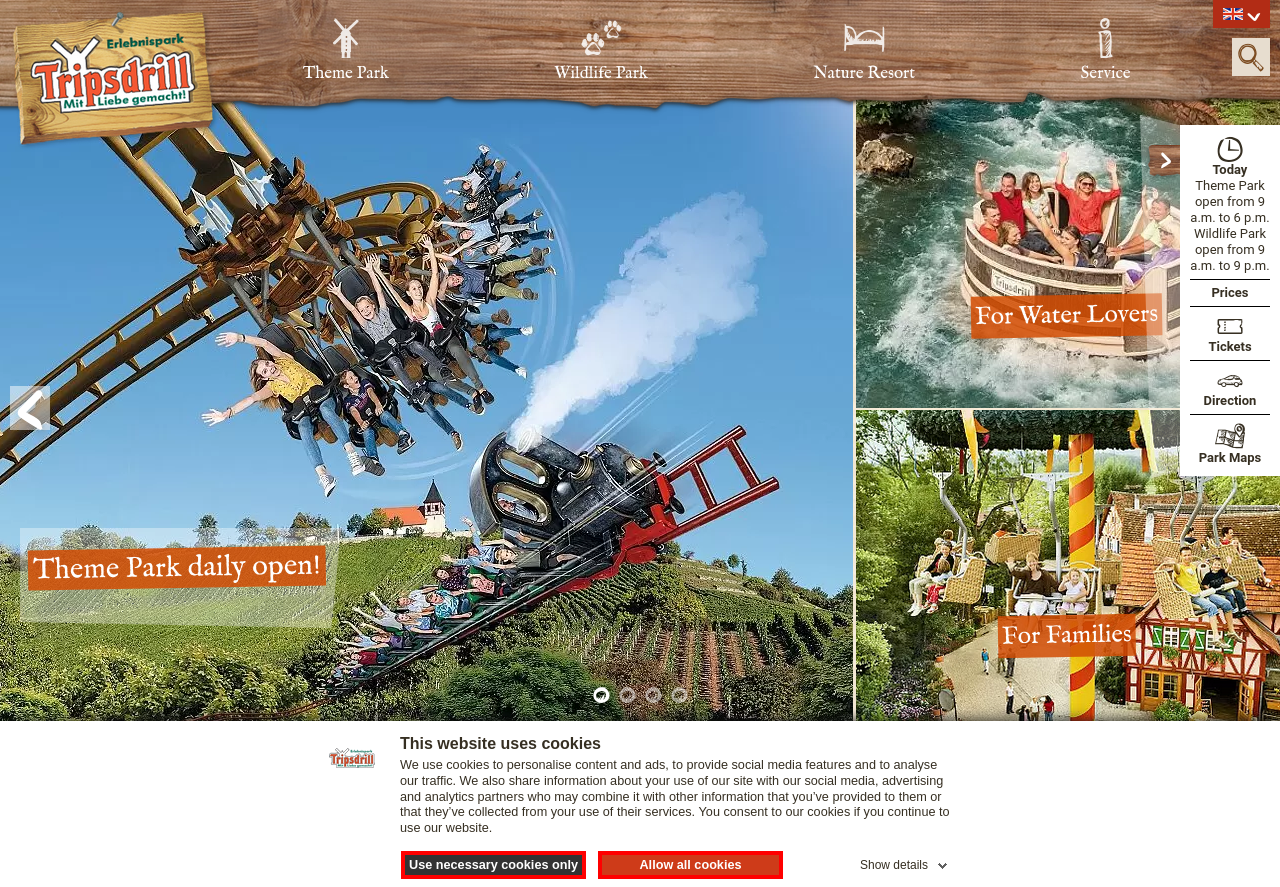 Erlebnispark
Tripsdrill
Mit Liebe gemacht!
Theme Park
Wildlife Park
Nature Resort
Service
Today
Theme Park
open from 9
a.m. to 6 p.m.
Wildlife Park
open from 9
a.m. to 9 p.m.
Prices
Tickets
Direction
Park Maps
Tripsdrill
For Water Lovers
Theme Park daily open!
For Families
Erlebnispark
Tripsdrill
Mit Liebe gemacht!
This website uses cookies
We use cookies to personalise content and ads, to provide social media features and to analyse
our traffic. We also share information about your use of our site with our social media, advertising
and analytics partners who may combine it with other information that you’ve provided to them or
that they’ve collected from your use of their services. You consent to our cookies if you continue to
use our website.
Use necessary cookies only
Allow all cookies
Show details